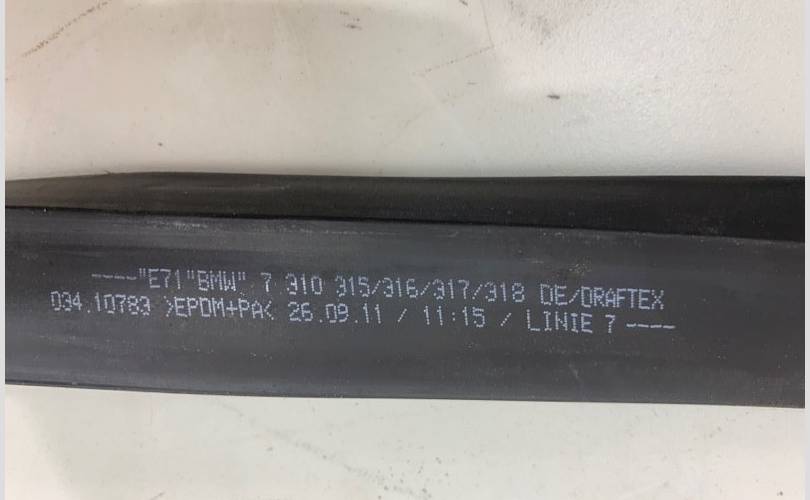 ----"E71"BMW" 7 310 315/316/317/318 DE/DRAFTEX
034.10783 >EPDM+PA< 26.09.11 / 11:15 / LINIE 7 ----